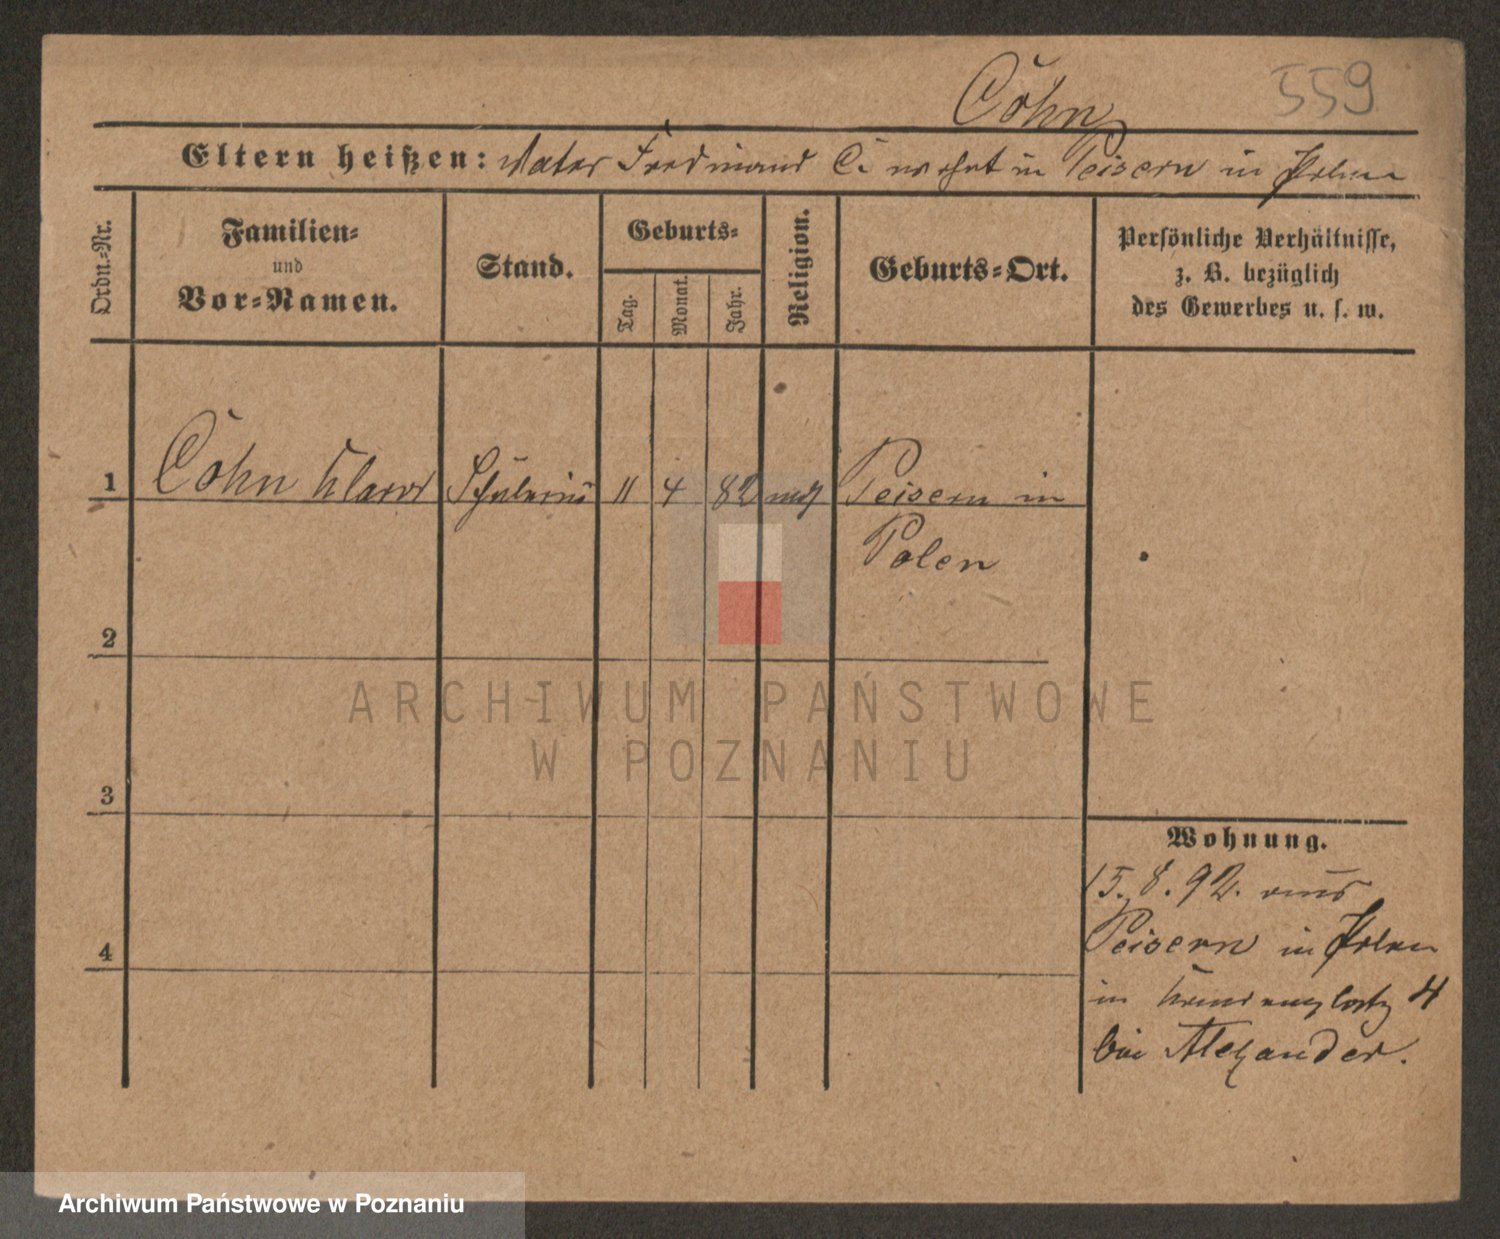 Cohn
559
Eltern heißen: Vater Ferdinand C. wohnt in Peisern in Polen
Ordn.-Nr.
Familien-
und
Vor-Namen.
Stand.
Geburts-
Tag.
Monat.
Jahr.
Religion.
Geburts-Ort.
Persönliche Verhältnisse,
z. B. bezüglich
des Gewerbes u. s. w.
1 Cohn Klara Schülerin 11 4 82 mos Peisern in
Polen
2
3
4
Wohnung.
15.8.92. aus
Peisern in Polen
in 4
bei Alexander.
ARCHIWUM PAŃSTWOWE
W POZNANIU
Archiwum Państwowe w Poznaniu